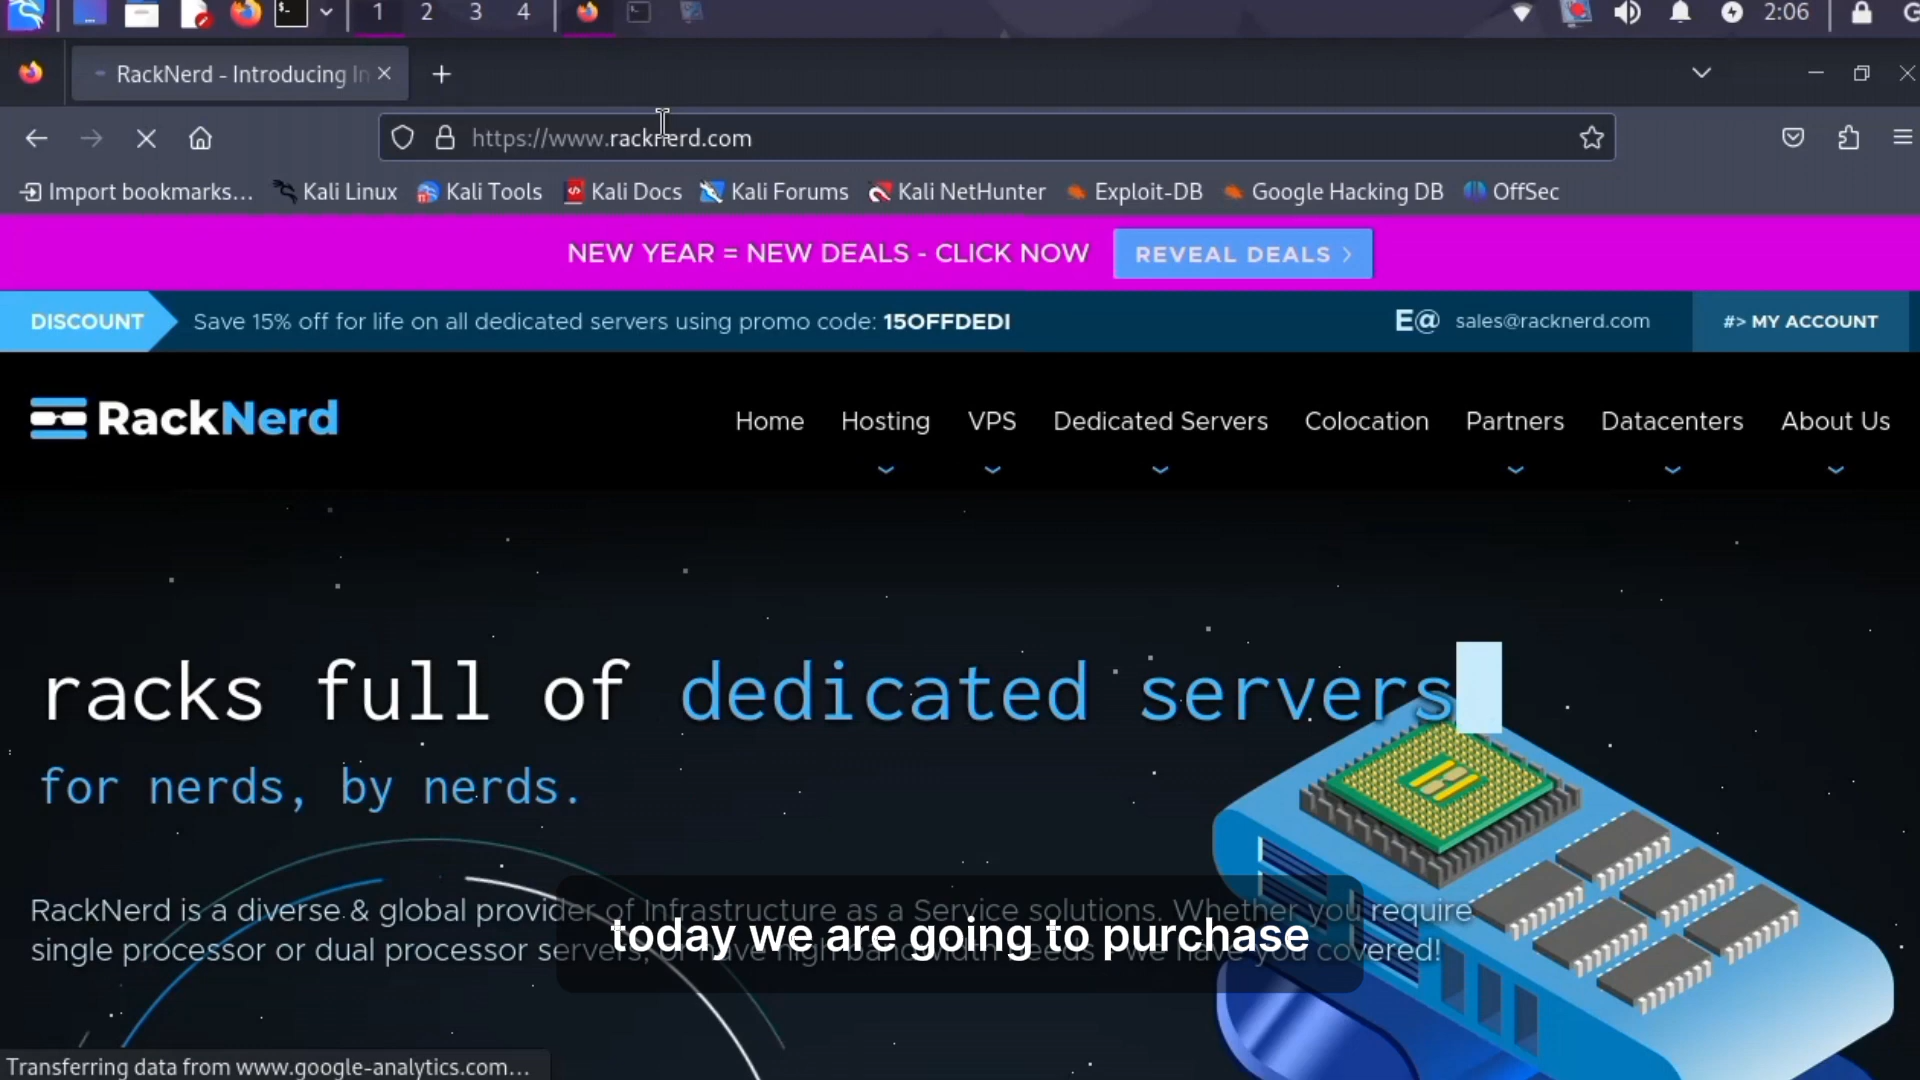 1 2 3 4 2:06
RackNerd - Introducing In
https://www.racknerd.com
Import bookmarks... Kali Linux Kali Tools Kali Docs Kali Forums Kali NetHunter Exploit-DB Google Hacking DB OffSec
NEW YEAR = NEW DEALS - CLICK NOW REVEAL DEALS
DISCOUNT Save 15% off for life on all dedicated servers using promo code: 15OFFDEDI E@ sales@racknerd.com #> MY ACCOUNT
RackNerd Home Hosting VPS Dedicated Servers Colocation Partners Datacenters About Us
racks full of dedicated servers
for nerds, by nerds.
RackNerd is a diverse & global provider of Infrastructure as a Service solutions. Whether you require
single processor or dual processor servers, or have high bandwidth needs - we have you covered!
today we are going to purchase
Transferring data from www.google-analytics.com...